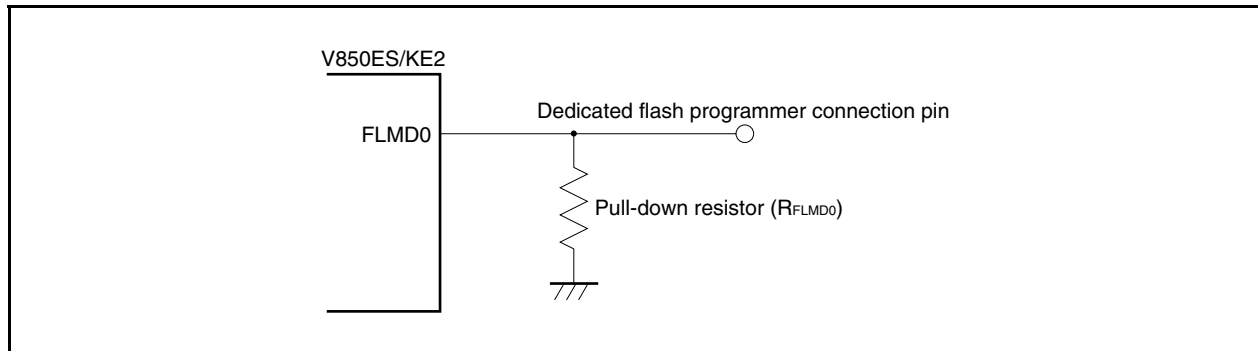 V850ES/KE2
Dedicated flash programmer connection pin
FLMD0
Pull-down resistor (RFLMD0)